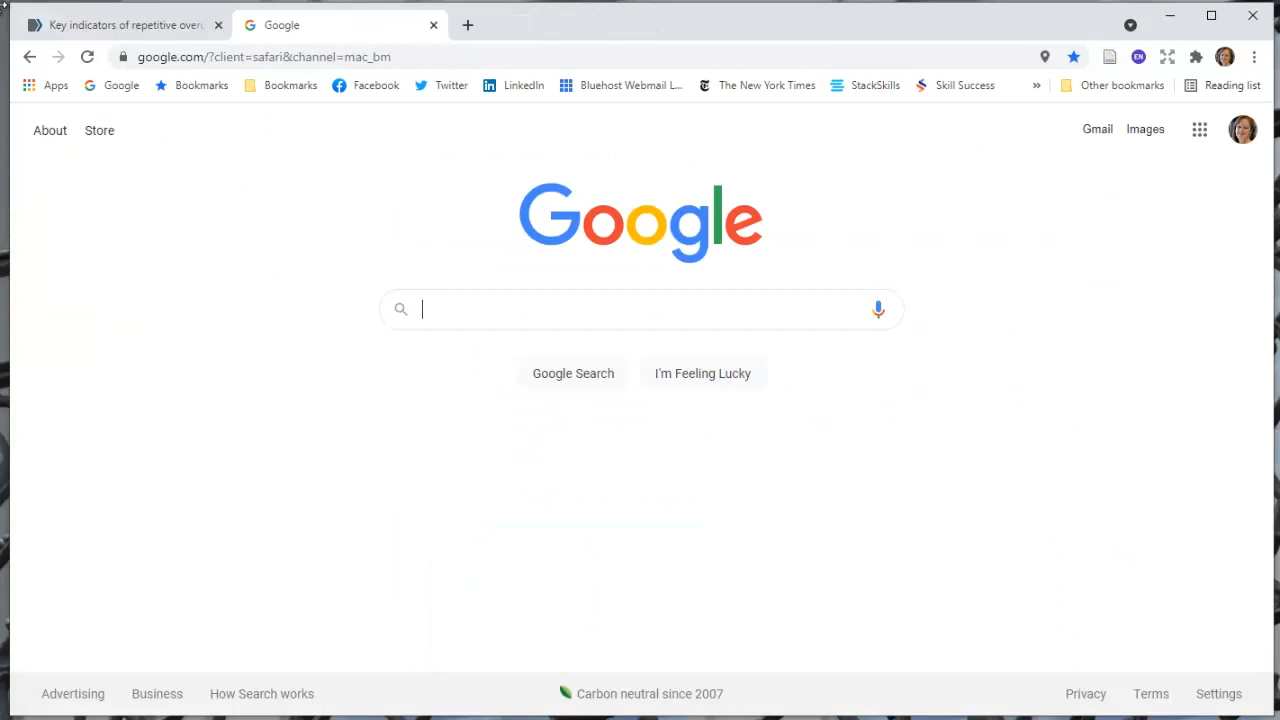 Key indicators of repetitive overu
Google
google.com/?client=safari&channel=mac_bm
EN
Apps Google Bookmarks Bookmarks Facebook Twitter LinkedIn Bluehost Webmail L... The New York Times StackSkills Skill Success » Other bookmarks Reading list
About Store Gmail Images
Google
Google Search I'm Feeling Lucky
Advertising Business How Search works Carbon neutral since 2007 Privacy Terms Settings